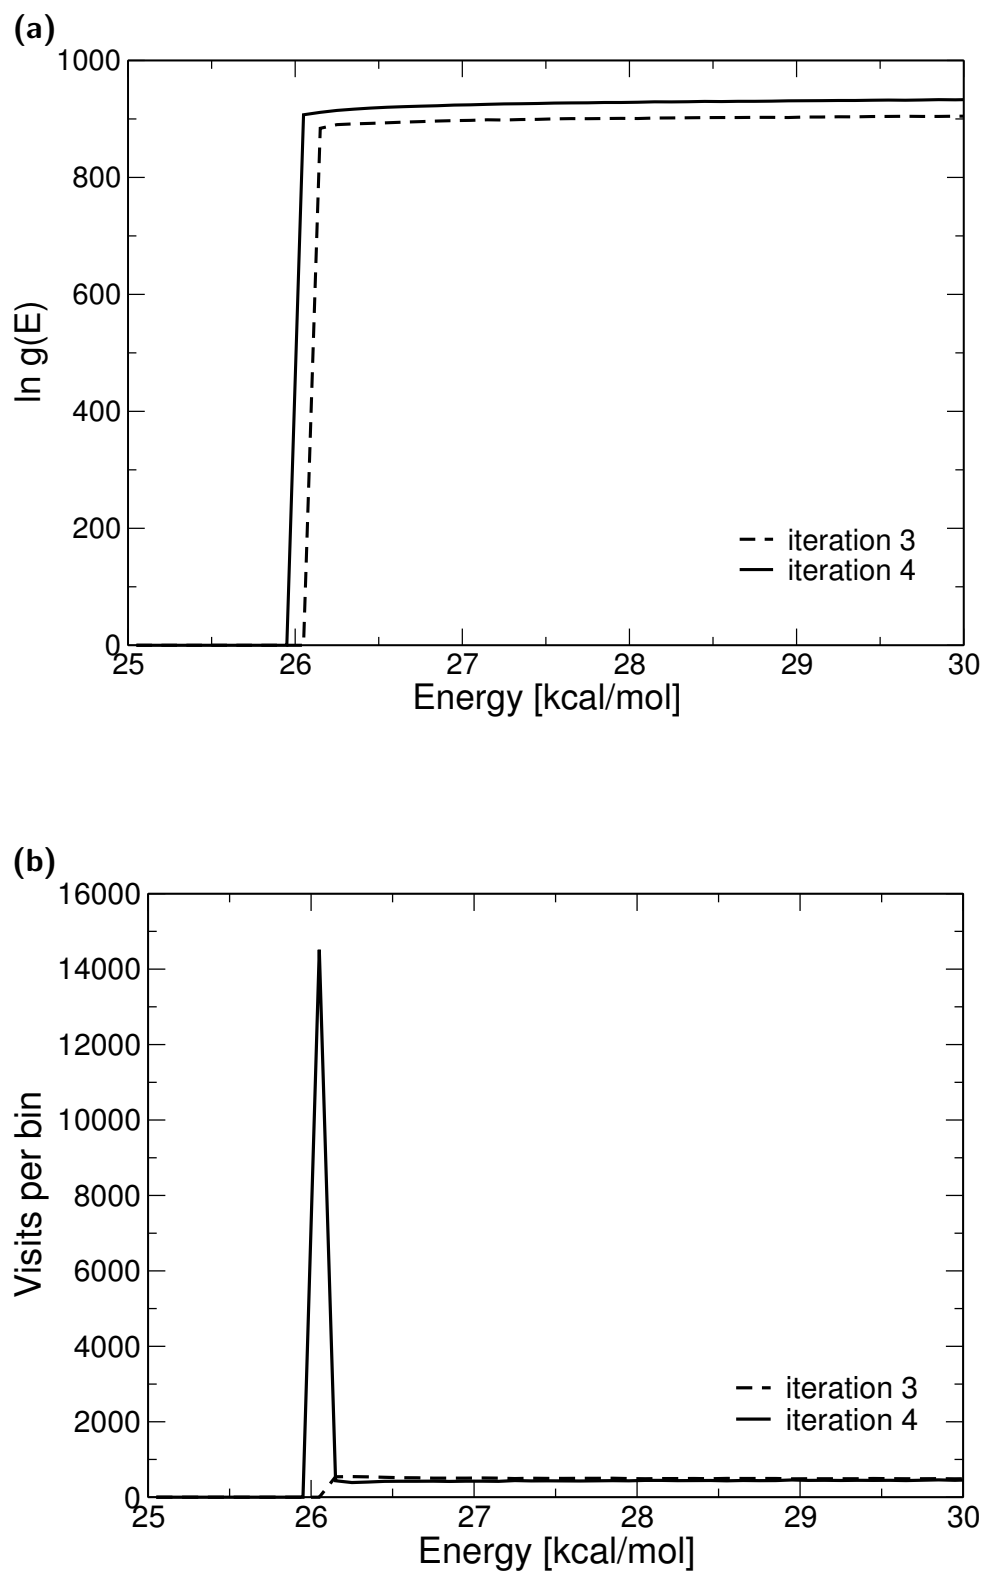 (a)
1000
800
600
400
200
0
ln g(E)
iteration 3
iteration 4
25 26 27 28 29 30
Energy [kcal/mol]
(b)
16000
14000
12000
10000
8000
6000
4000
2000
0
Visits per bin
iteration 3
iteration 4
25 26 27 28 29 30
Energy [kcal/mol]